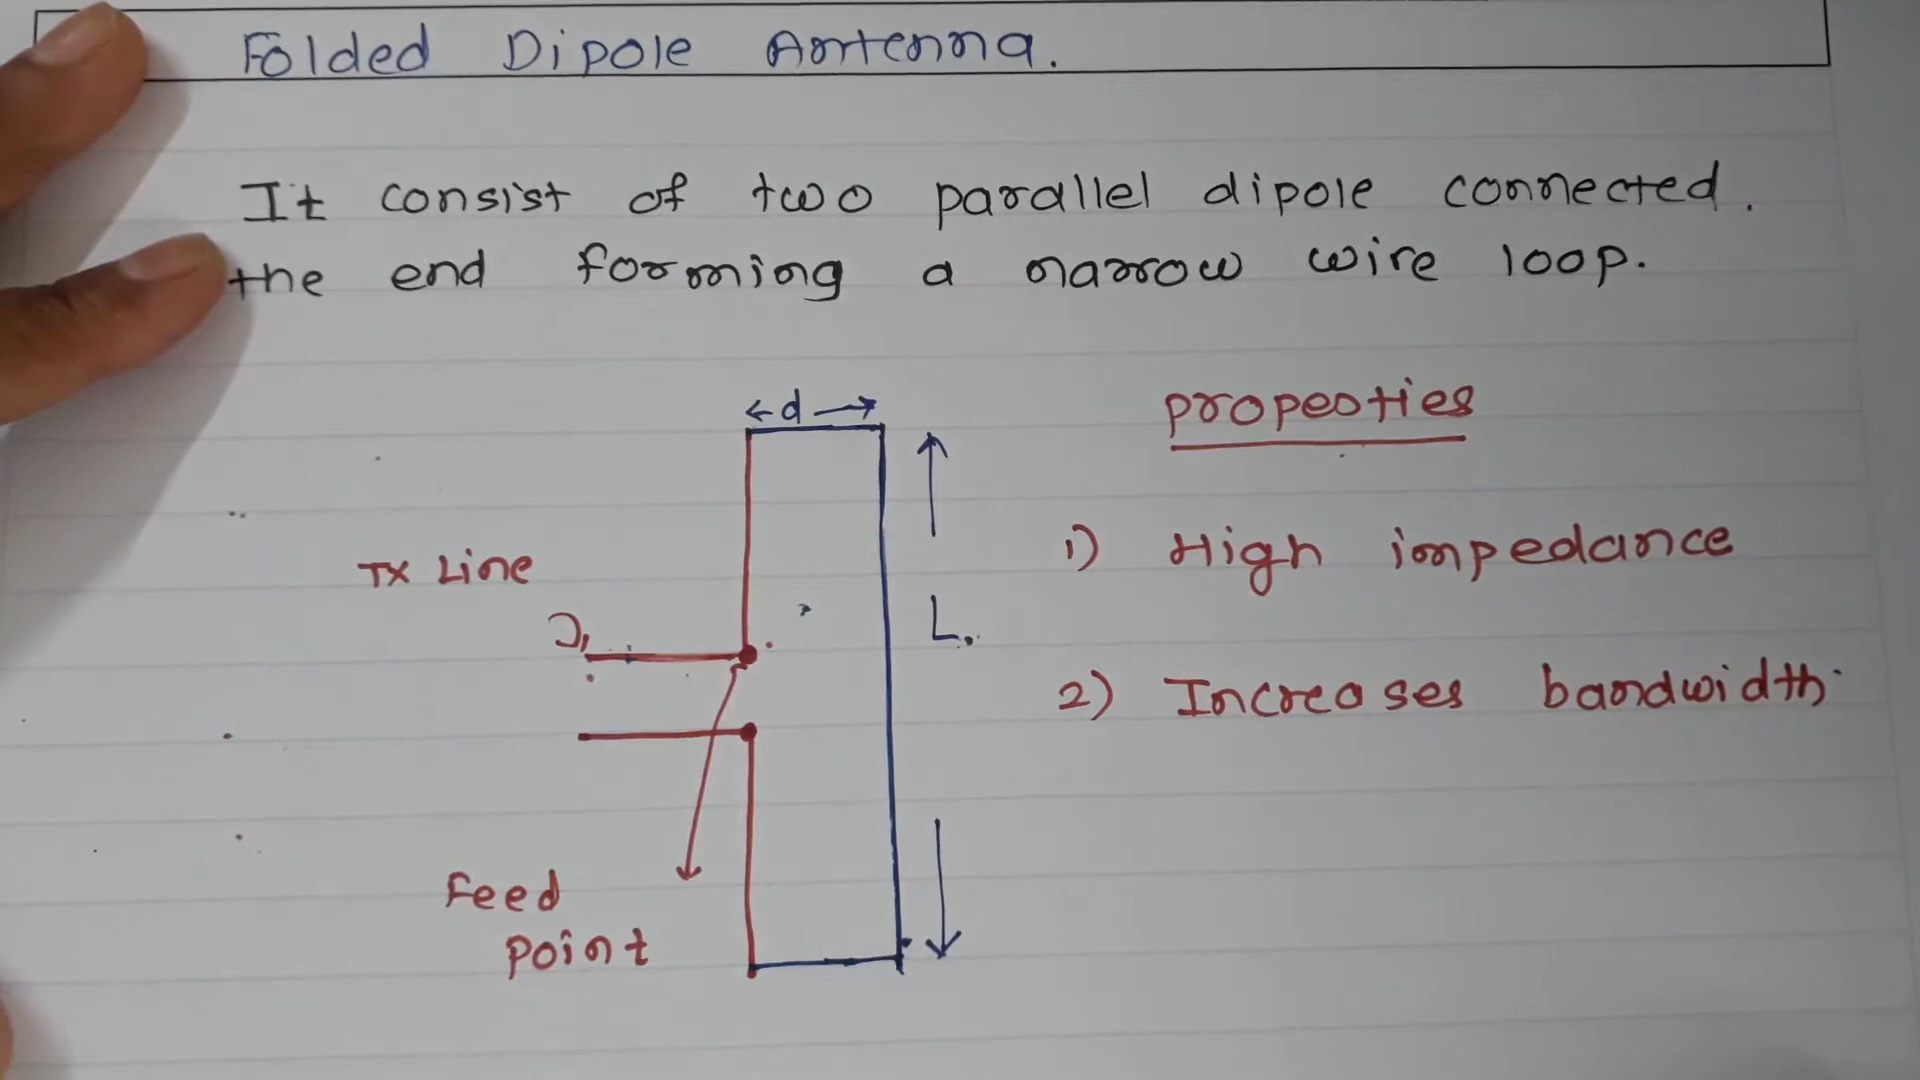 Folded Dipole Antenna.
It consist of two parallel dipole connected.
the end forming a narrow wire loop.
←d→
properties
TX Line
L.
1) High impedance
2) Increases bandwidth
Feed
point